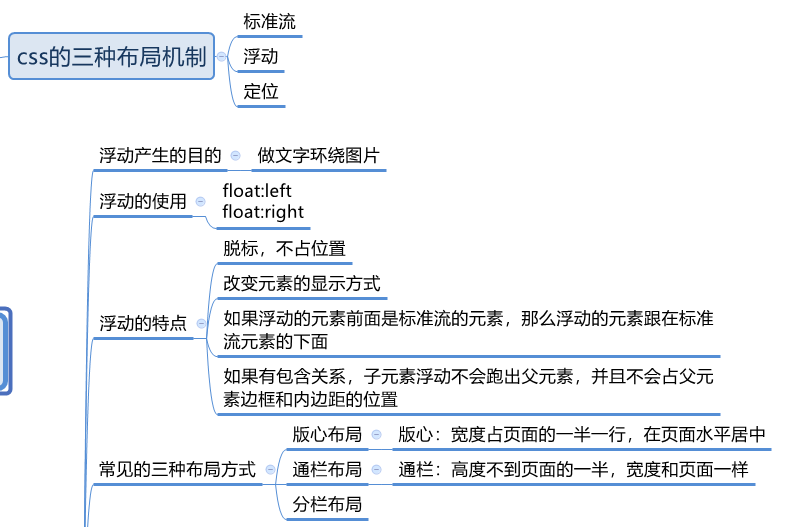 css的三种布局机制
标准流
浮动
定位
浮动产生的目的
做文字环绕图片
浮动的使用
float:left
float:right
浮动的特点
脱标，不占位置
改变元素的显示方式
如果浮动的元素前面是标准流的元素，那么浮动的元素跟在标准
流元素的下面
如果有包含关系，子元素浮动不会跑出父元素，并且不会占父元
素边框和内边距的位置
常见的三种布局方式
版心布局
版心：宽度占页面的一半一行，在页面水平居中
通栏布局
通栏：高度不到页面的一半，宽度和页面一样
分栏布局